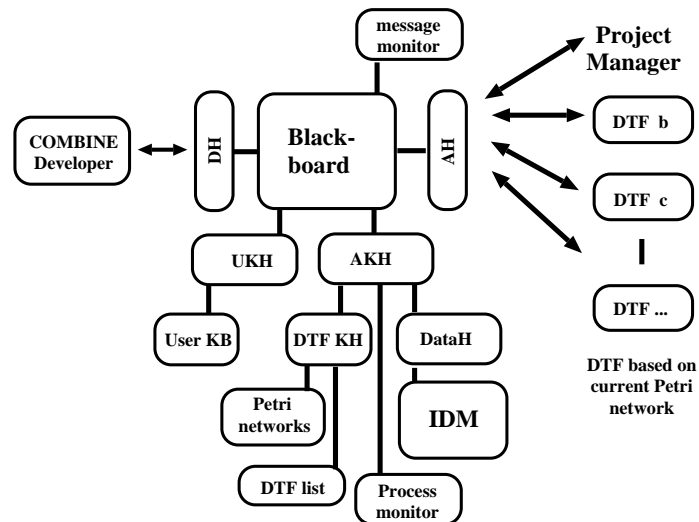 message
monitor
Project
Manager
COMBINE
Developer
DH
Black-
board
AH
DTF b
DTF c
UKH
AKH
DTF ...
User KB
DTF KH
DataH
DTF based on
current Petri
network
Petri
networks
IDM
DTF list
Process
monitor